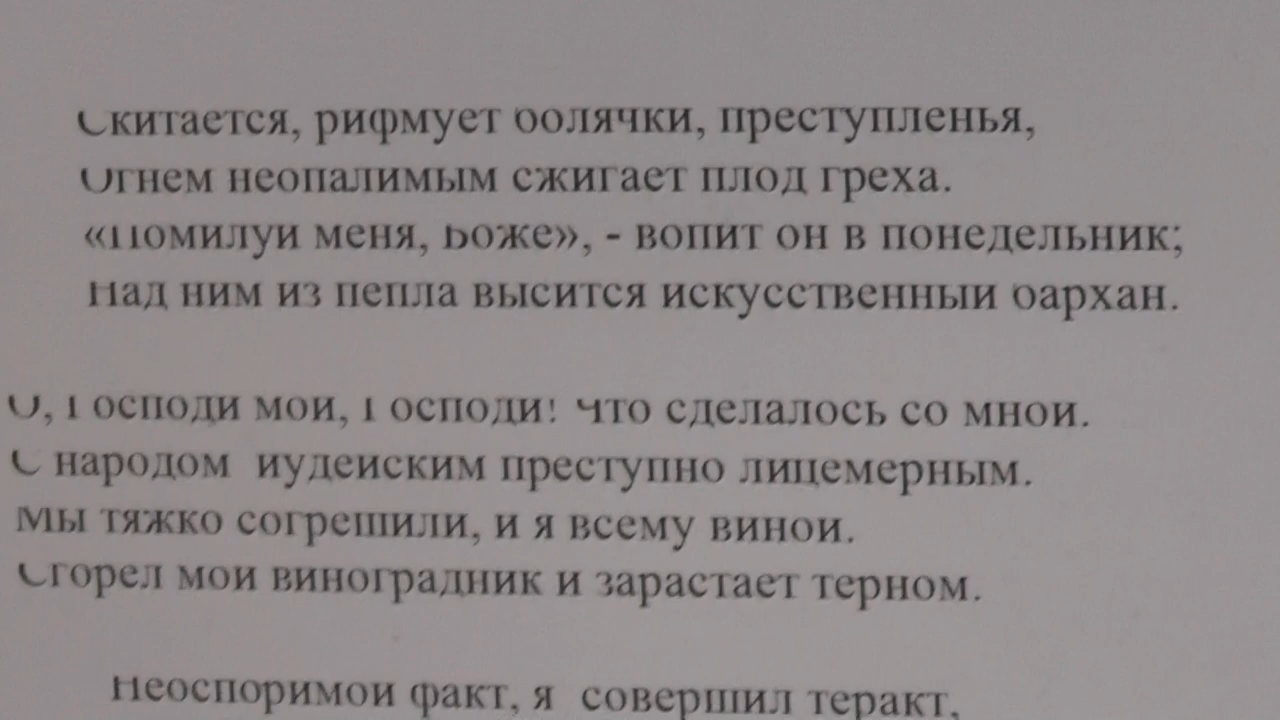 Скитается, рифмует болячки, преступленья,
Огнем неопалимым сжигает плод греха.
«Помилуй меня, Боже», - вопит он в понедельник;
Над ним из пепла высится искусственный бархан.
О, Господи мой, Господи! Что сделалось со мной.
С народом иудейским преступно лицемерным.
Мы тяжко согрешили, и я всему виной.
Сгорел мой виноградник и зарастает терном.
Неоспоримой факт, я совершил теракт,